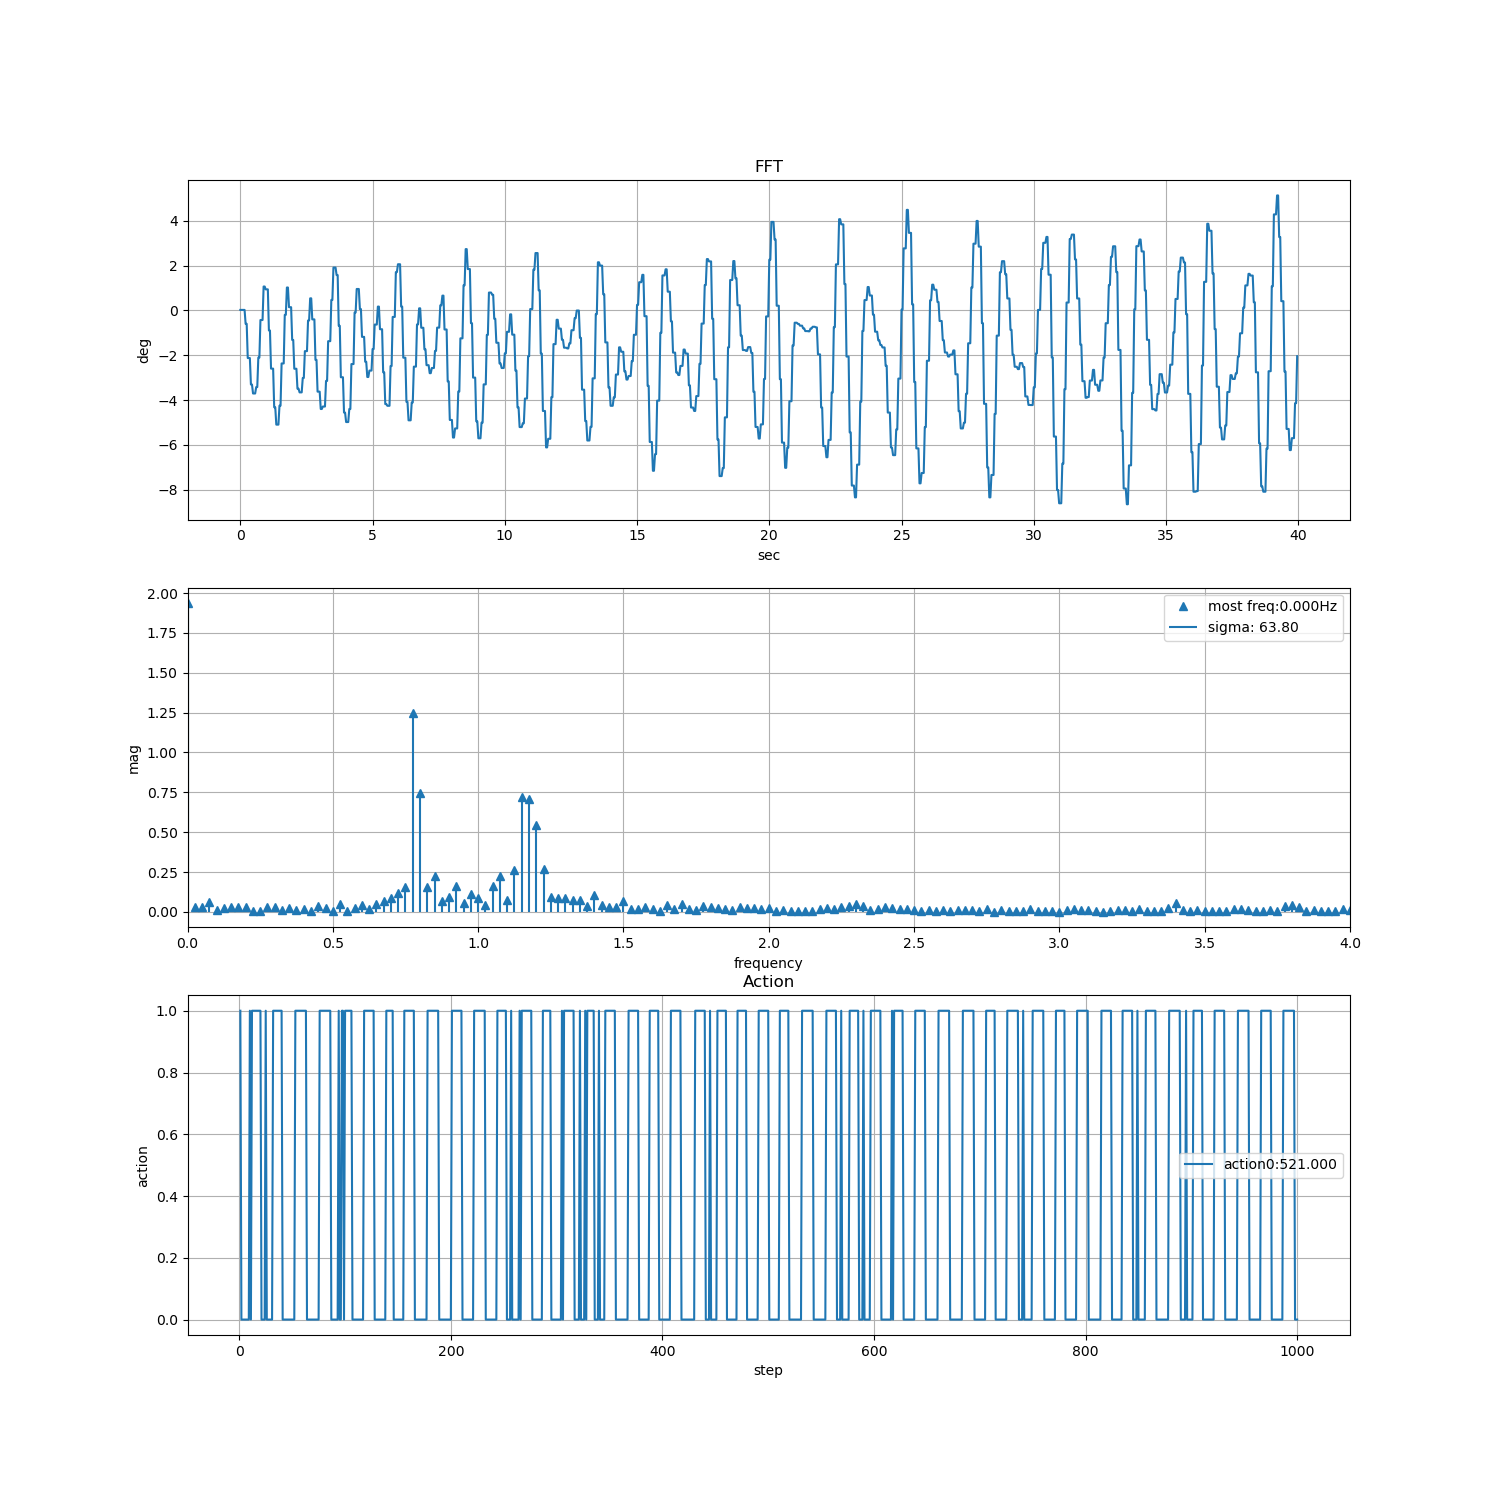 FFT
4
2
0
−2
−4
−6
−8
deg
0 5 10 15 20 25 30 35 40
sec
2.00
1.75
1.50
1.25
1.00
0.75
0.50
0.25
0.00
mag
most freq:0.000Hz
sigma: 63.80
0.0 0.5 1.0 1.5 2.0 2.5 3.0 3.5 4.0
frequency
Action
1.0
0.8
0.6
0.4
0.2
0.0
action
action0:521.000
0 200 400 600 800 1000
step